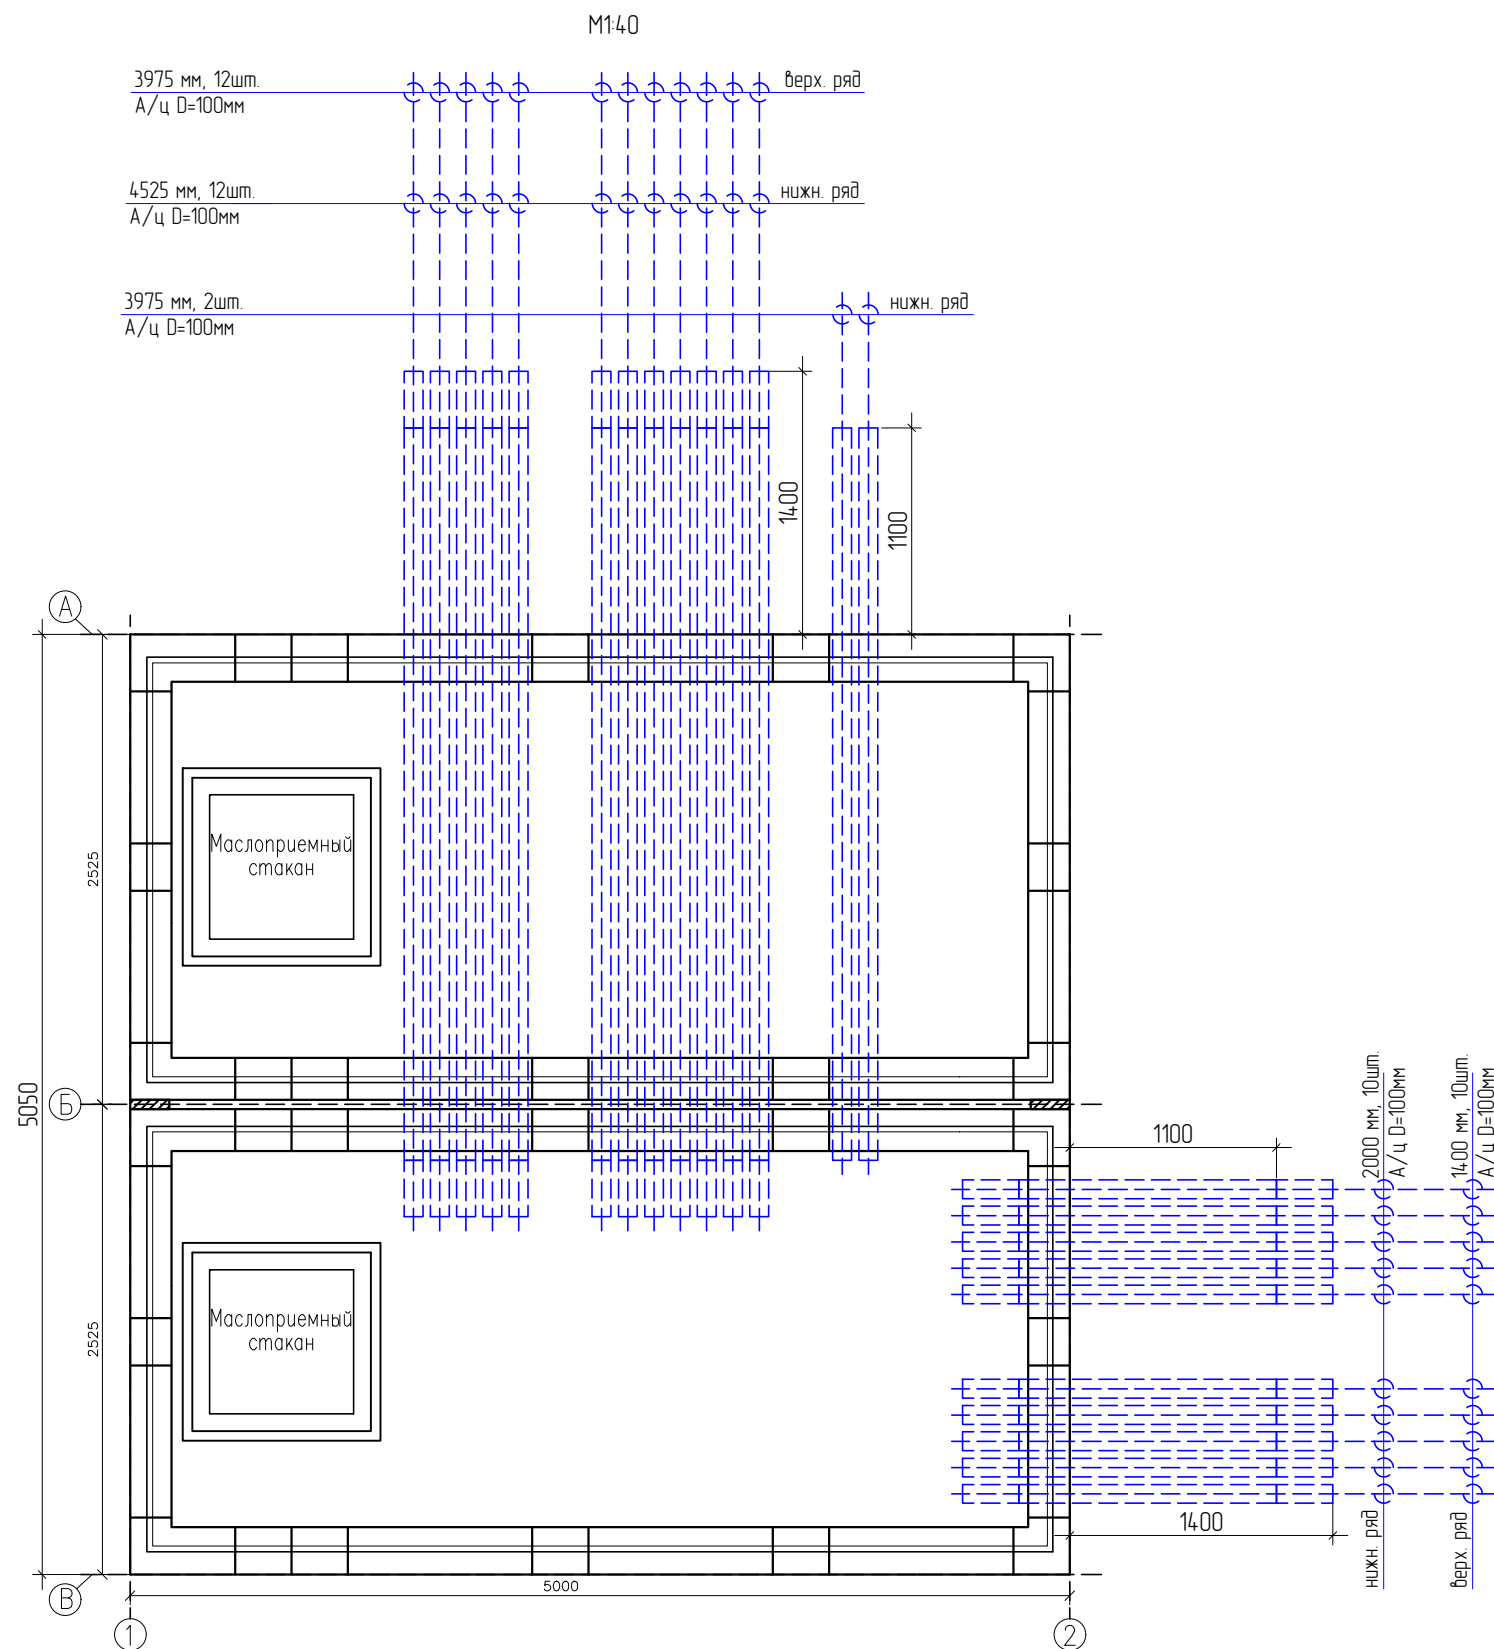 М1:40
3975 мм, 12шт.
А/ц D=100мм
верх. ряд
4525 мм, 12шт.
А/ц D=100мм
нижн. ряд
3975 мм, 2шт.
А/ц D=100мм
нижн. ряд
1400
1100
А
Маслоприемный
стакан
2525
5050
Б
2000 мм, 10шт.
А/ц D=100мм
1400 мм, 10шт.
А/ц D=100мм
1100
Маслоприемный
стакан
2525
1400
нижн. ряд
верх. ряд
В
5000
1
2